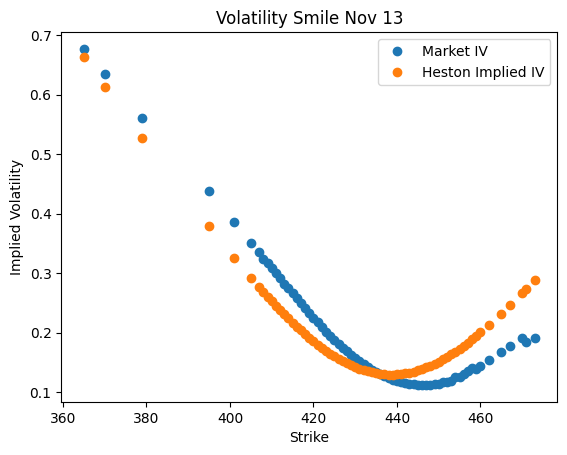 Volatility Smile Nov 13
Market IV
Heston Implied IV
Implied Volatility
0.7
0.6
0.5
0.4
0.3
0.2
0.1
360 380 400 420 440 460
Strike